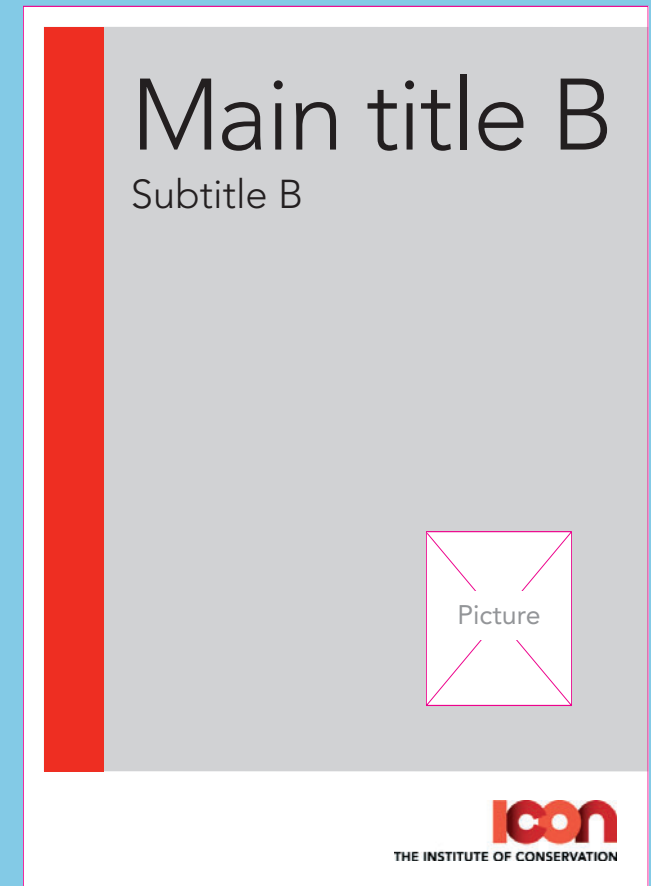 Main title B
Subtitle B
Picture
icon
THE INSTITUTE OF CONSERVATION